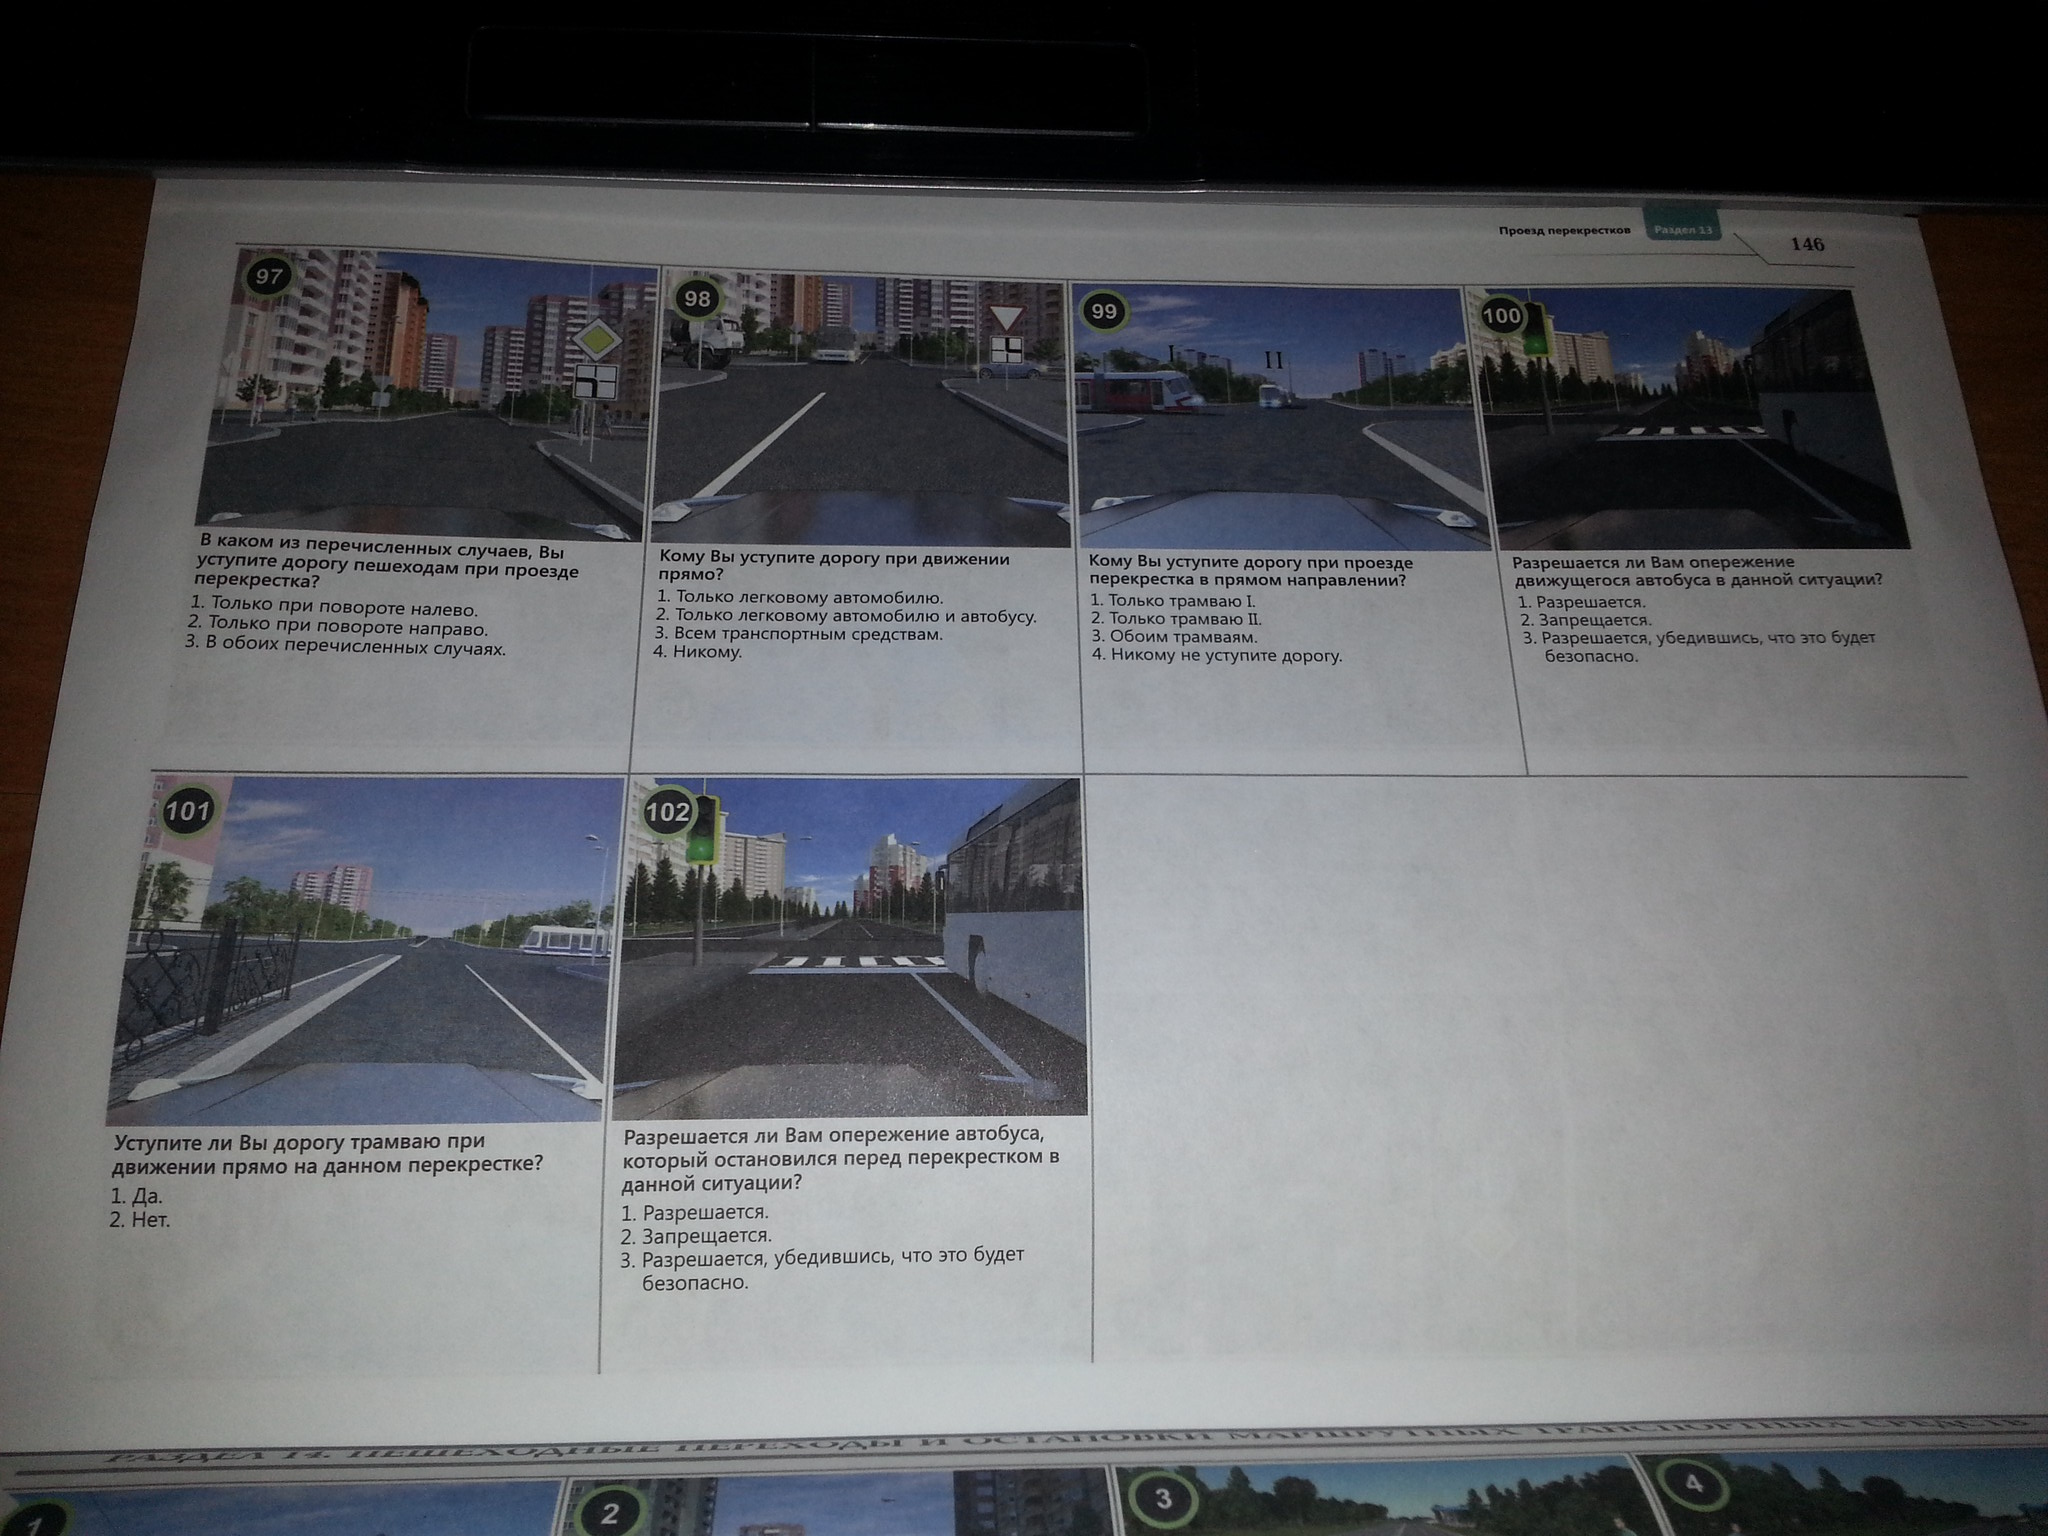 Проезд перекрестков Раздел 13 146
97
98
99
100
I
II
В каком из перечисленных случаев, Вы
уступите дорогу пешеходам при проезде
перекрестка?
1. Только при повороте налево.
2. Только при повороте направо.
3. В обоих перечисленных случаях.
Кому Вы уступите дорогу при движении
прямо?
1. Только легковому автомобилю.
2. Только легковому автомобилю и автобусу.
3. Всем транспортным средствам.
4. Никому.
Кому Вы уступите дорогу при проезде
перекрестка в прямом направлении?
1. Только трамваю I.
2. Только трамваю II.
3. Обоим трамваям.
4. Никому не уступите дорогу.
Разрешается ли Вам опережение
движущегося автобуса в данной ситуации?
1. Разрешается.
2. Запрещается.
3. Разрешается, убедившись, что это будет
безопасно.
101
102
Уступите ли Вы дорогу трамваю при
движении прямо на данном перекрестке?
1. Да.
2. Нет.
Разрешается ли Вам опережение автобуса,
который остановился перед перекрестком в
данной ситуации?
1. Разрешается.
2. Запрещается.
3. Разрешается, убедившись, что это будет
безопасно.
РАЗДЕЛ 14. ПЕШЕХОДНЫЕ ПЕРЕХОДЫ И ОСТАНОВКИ МАРШРУТНЫХ ТРАНСПОРТНЫХ СРЕДСТВ
1
2
3
4